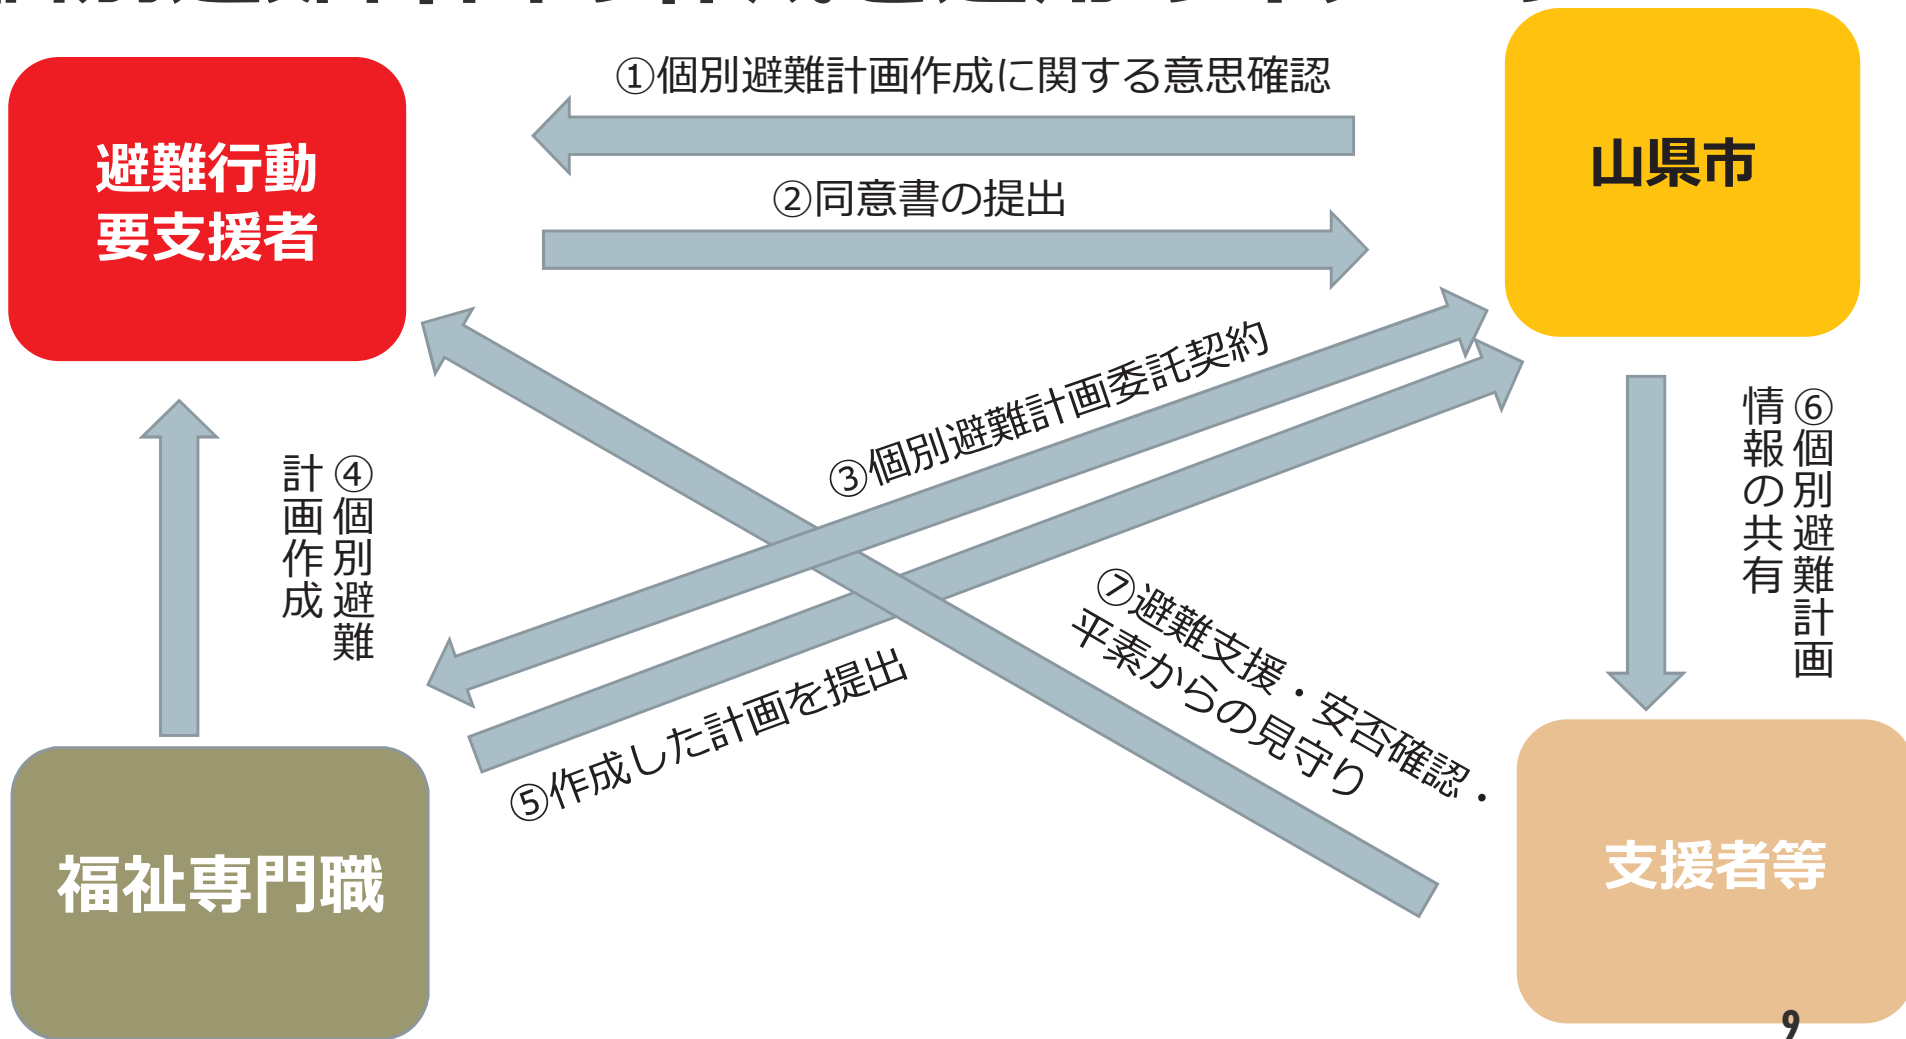 ①個別避難計画作成に関する意思確認
避難行動
要支援者
山県市
②同意書の提出
③個別避難計画委託契約
④個別避難
計画作成
⑥個別避難計画
情報の共有
⑤作成した計画を提出
⑦避難支援・安否確認・
平素からの見守り
福祉専門職
支援者等
9